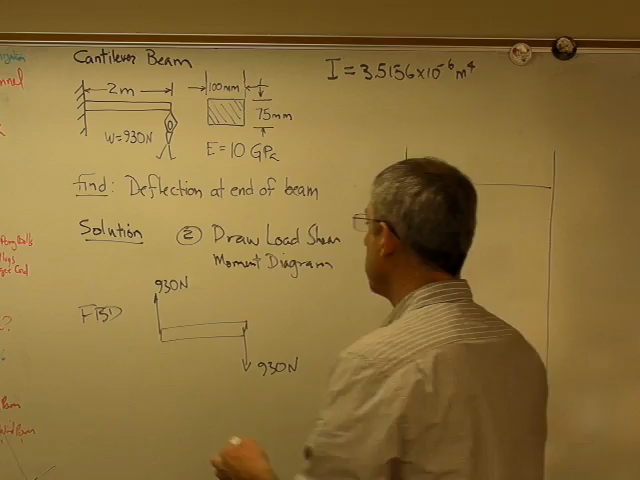 Cantilever Beam
I = 3.5156x10⁻⁶ m⁴
2m
100mm
75mm
W=930N
E = 10 GPa
find: Deflection at end of beam
Solution
② Draw Load Shear
Moment Diagram
930N
FBD
930N